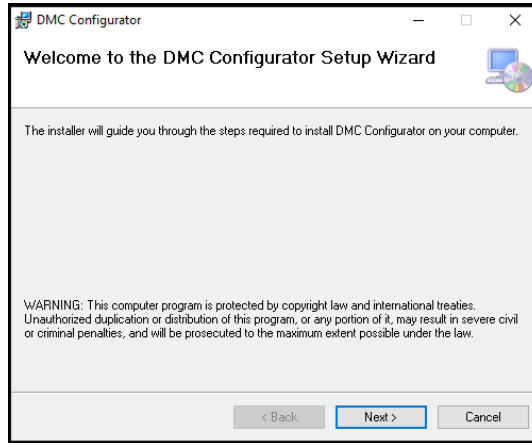 DMC Configurator
Welcome to the DMC Configurator Setup Wizard
The installer will guide you through the steps required to install DMC Configurator on your computer.
WARNING: This computer program is protected by copyright law and international treaties.
Unauthorized duplication or distribution of this program, or any portion of it, may result in severe civil
or criminal penalties, and will be prosecuted to the maximum extent possible under the law.
< Back
Next >
Cancel